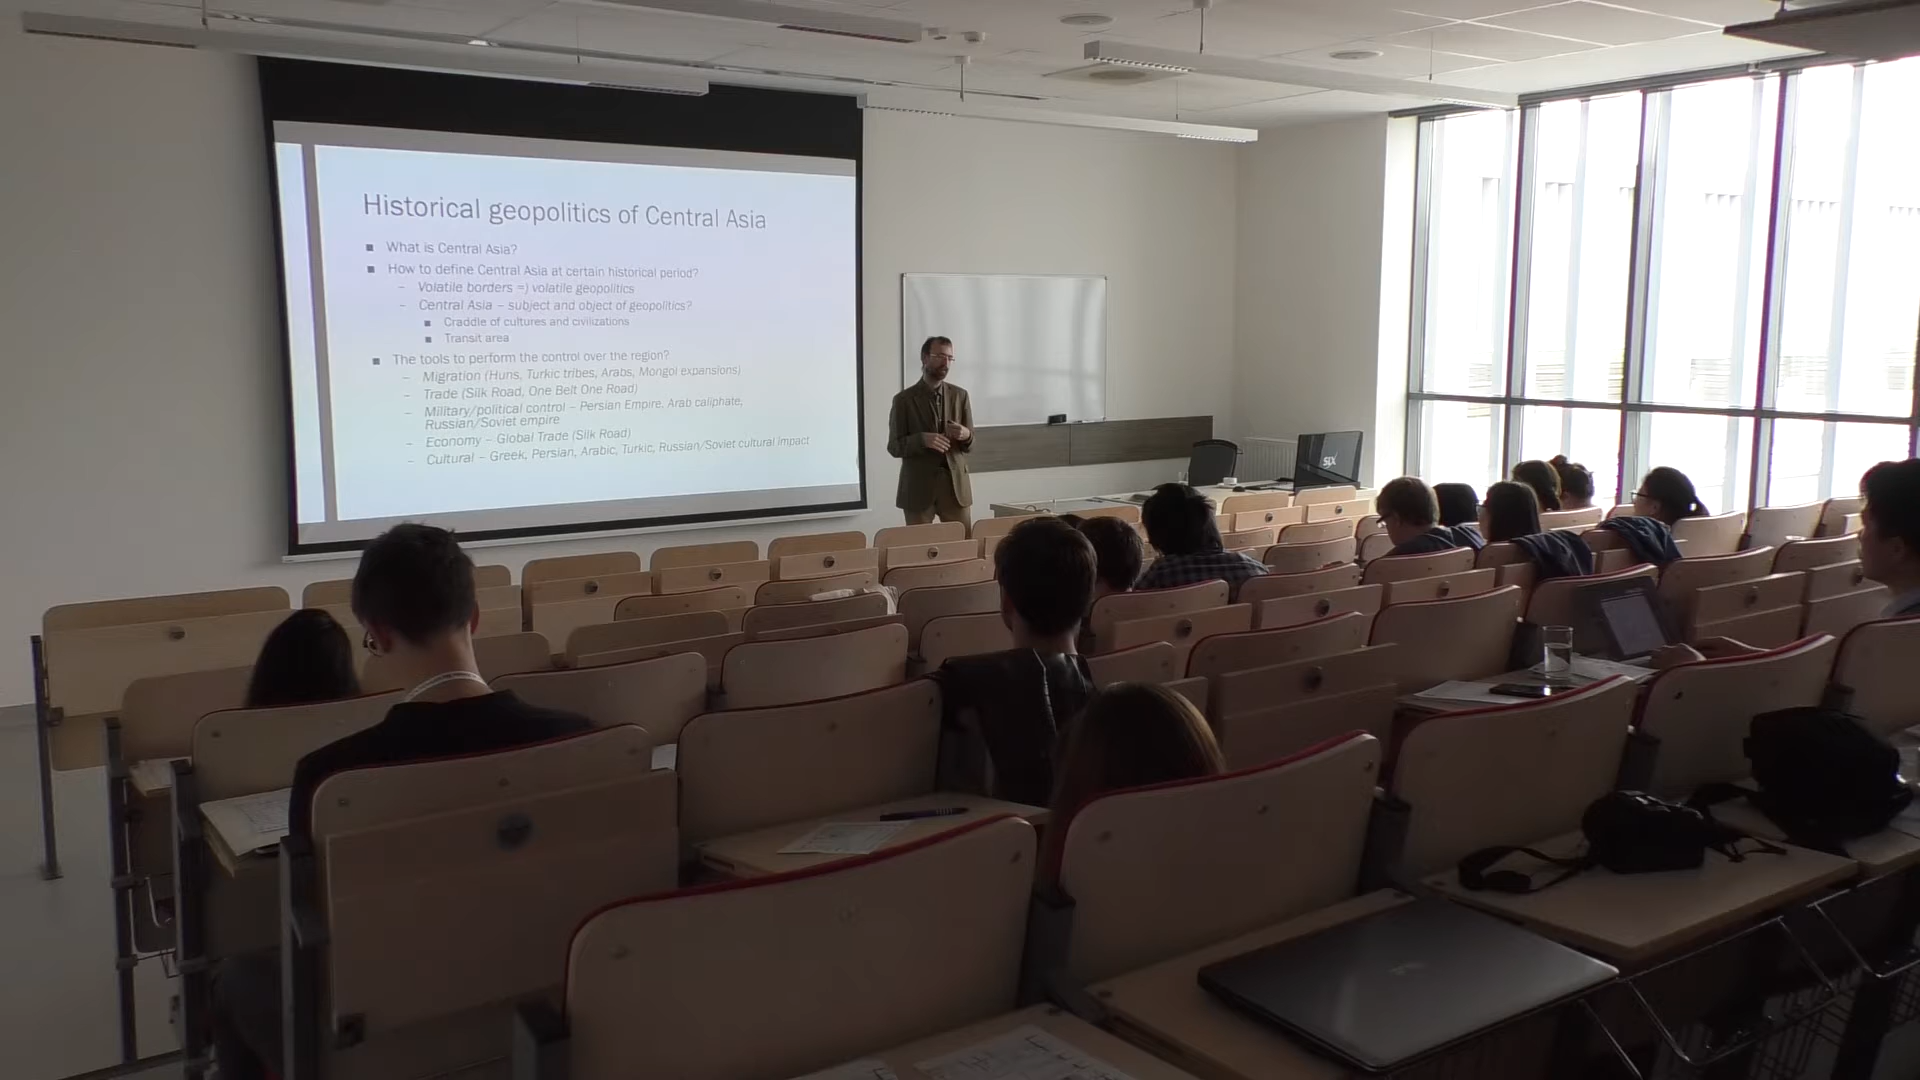 Historical geopolitics of Central Asia
What is Central Asia?
How to define Central Asia at certain historical period?
– Volatile borders =) volatile geopolitics
– Central Asia – subject and object of geopolitics?
Craddle of cultures and civilizations
Transit area
The tools to perform the control over the region?
– Migration (Huns, Turkic tribes, Arabs, Mongol expansions)
– Trade (Silk Road, One Belt One Road)
– Military/political control – Persian Empire, Arab caliphate,
Russian/Soviet empire
– Economy – Global Trade (Silk Road)
– Cultural – Greek, Persian, Arabic, Turkic, Russian/Soviet cultural impact